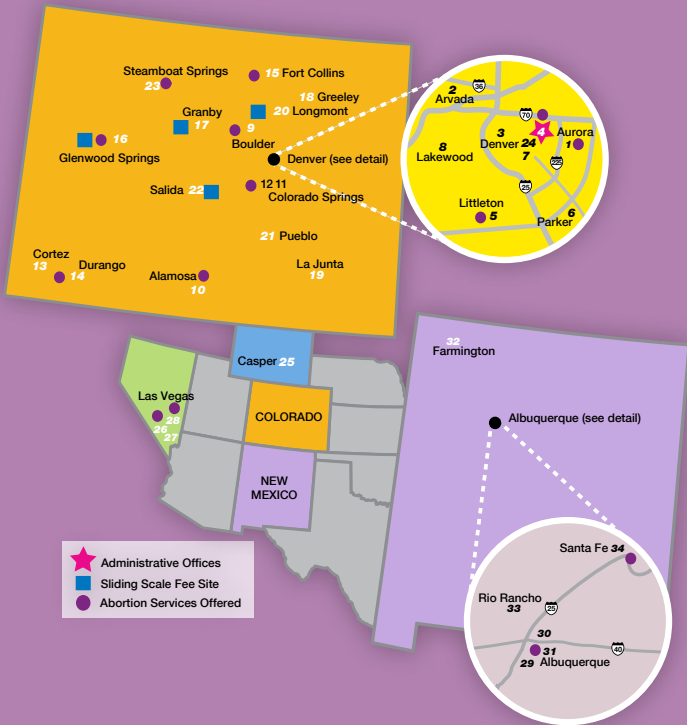 Steamboat Springs
23
15 Fort Collins
18 Greeley
20 Longmont
Granby
17
9
Boulder
16
Glenwood Springs
Denver (see detail)
Salida 22
12 11
Colorado Springs
21 Pueblo
La Junta
19
Cortez
13
Durango
14
Alamosa
10
2
Arvada
36
70
4
3
Denver 24
7
Aurora
1
8
Lakewood
225
25
Littleton
5
6
Parker
Casper 25
Las Vegas
28
26
27
COLORADO
NEW
MEXICO
32
Farmington
Albuquerque (see detail)
Santa Fe 34
Rio Rancho
33
25
30
31
29 Albuquerque
40
Administrative Offices
Sliding Scale Fee Site
Abortion Services Offered